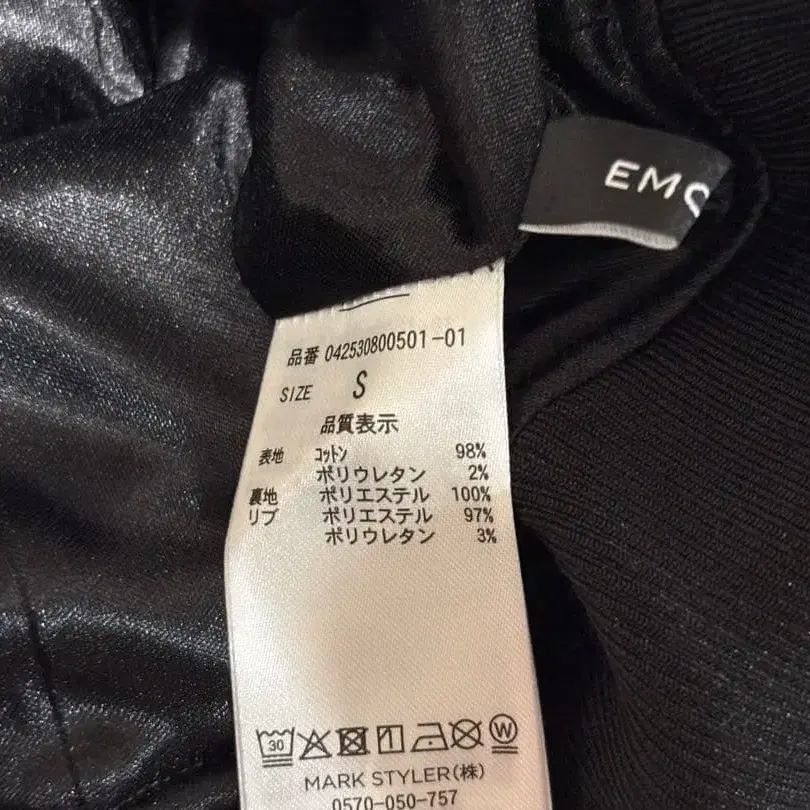 品番 042530800501-01
SIZE S
品質表示
表地 コットン 98%
ポリウレタン 2%
裏地 ポリエステル 100%
リブ ポリエステル 97%
ポリウレタン 3%
30 W
MARK STYLER(株)
0570-050-757